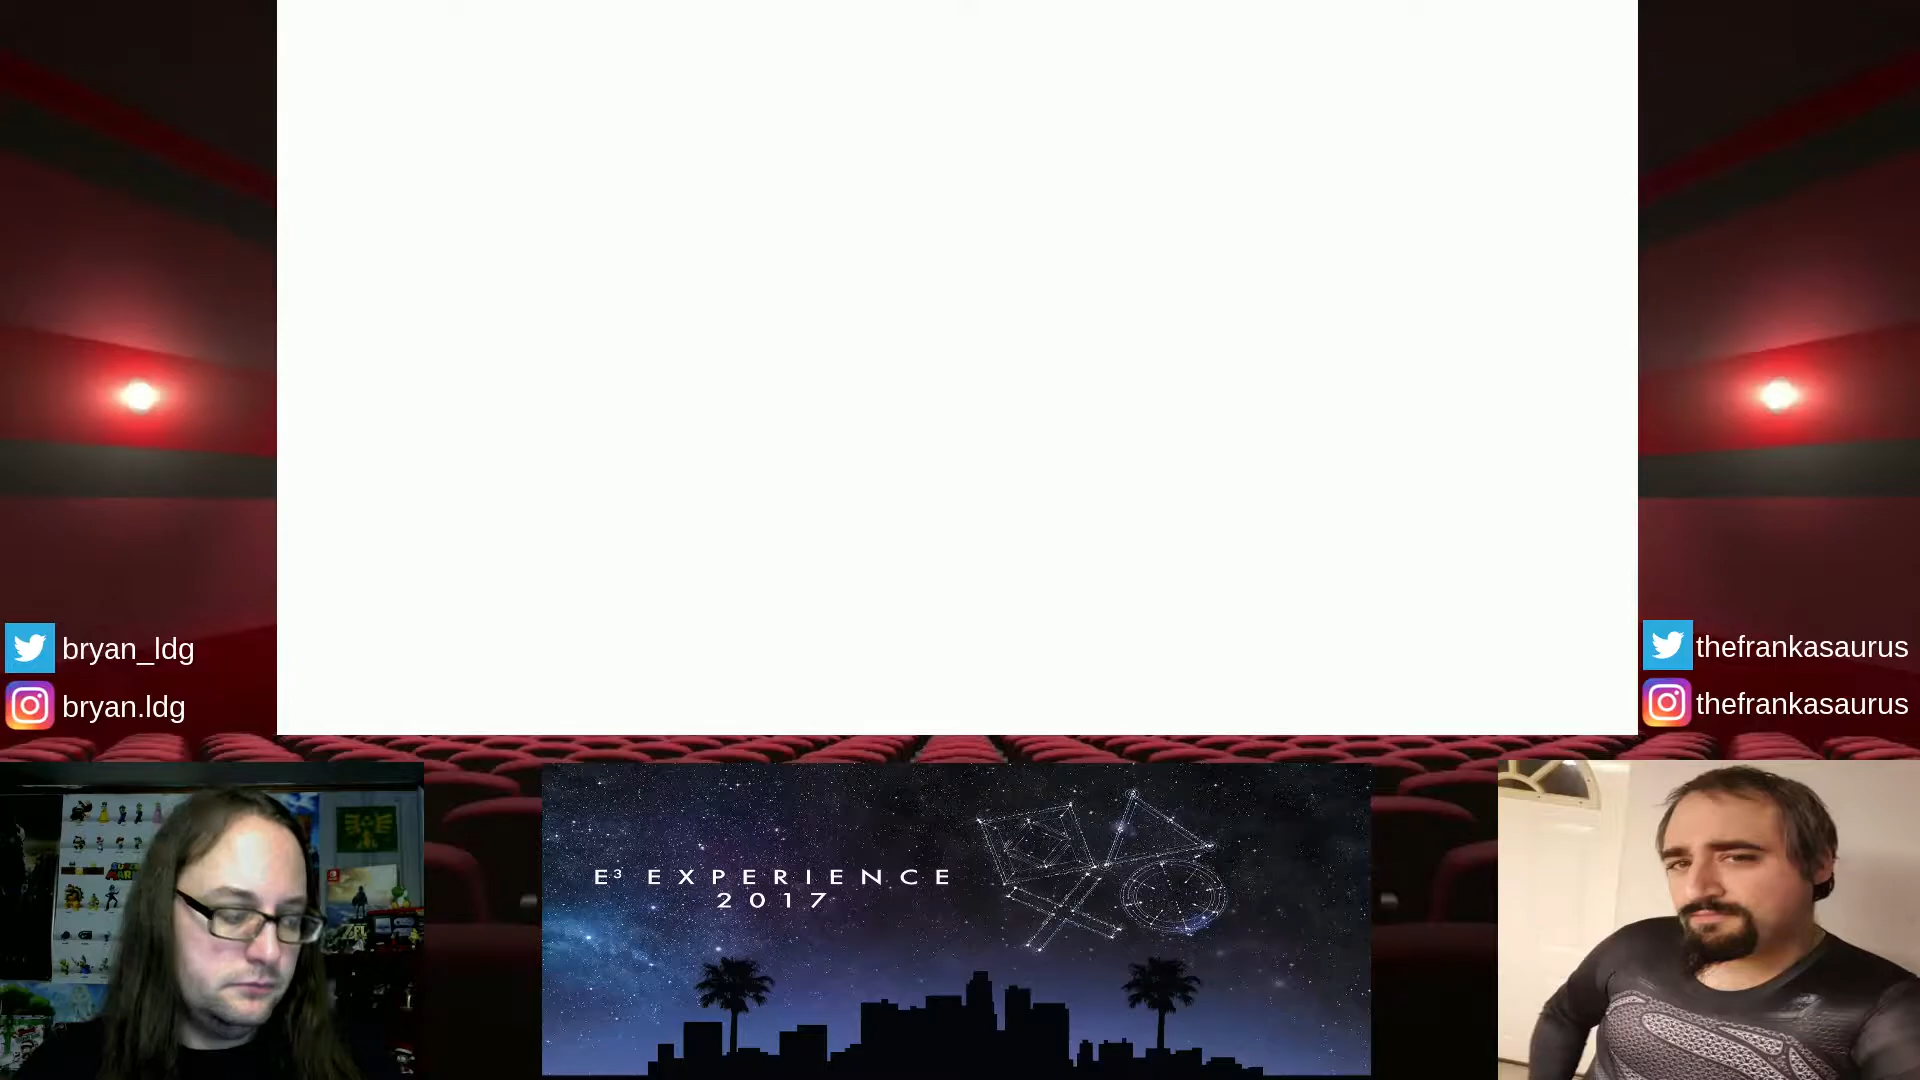 bryan_ldg
bryan.ldg
thefrankasaurus
thefrankasaurus
E³ EXPERIENCE
2017